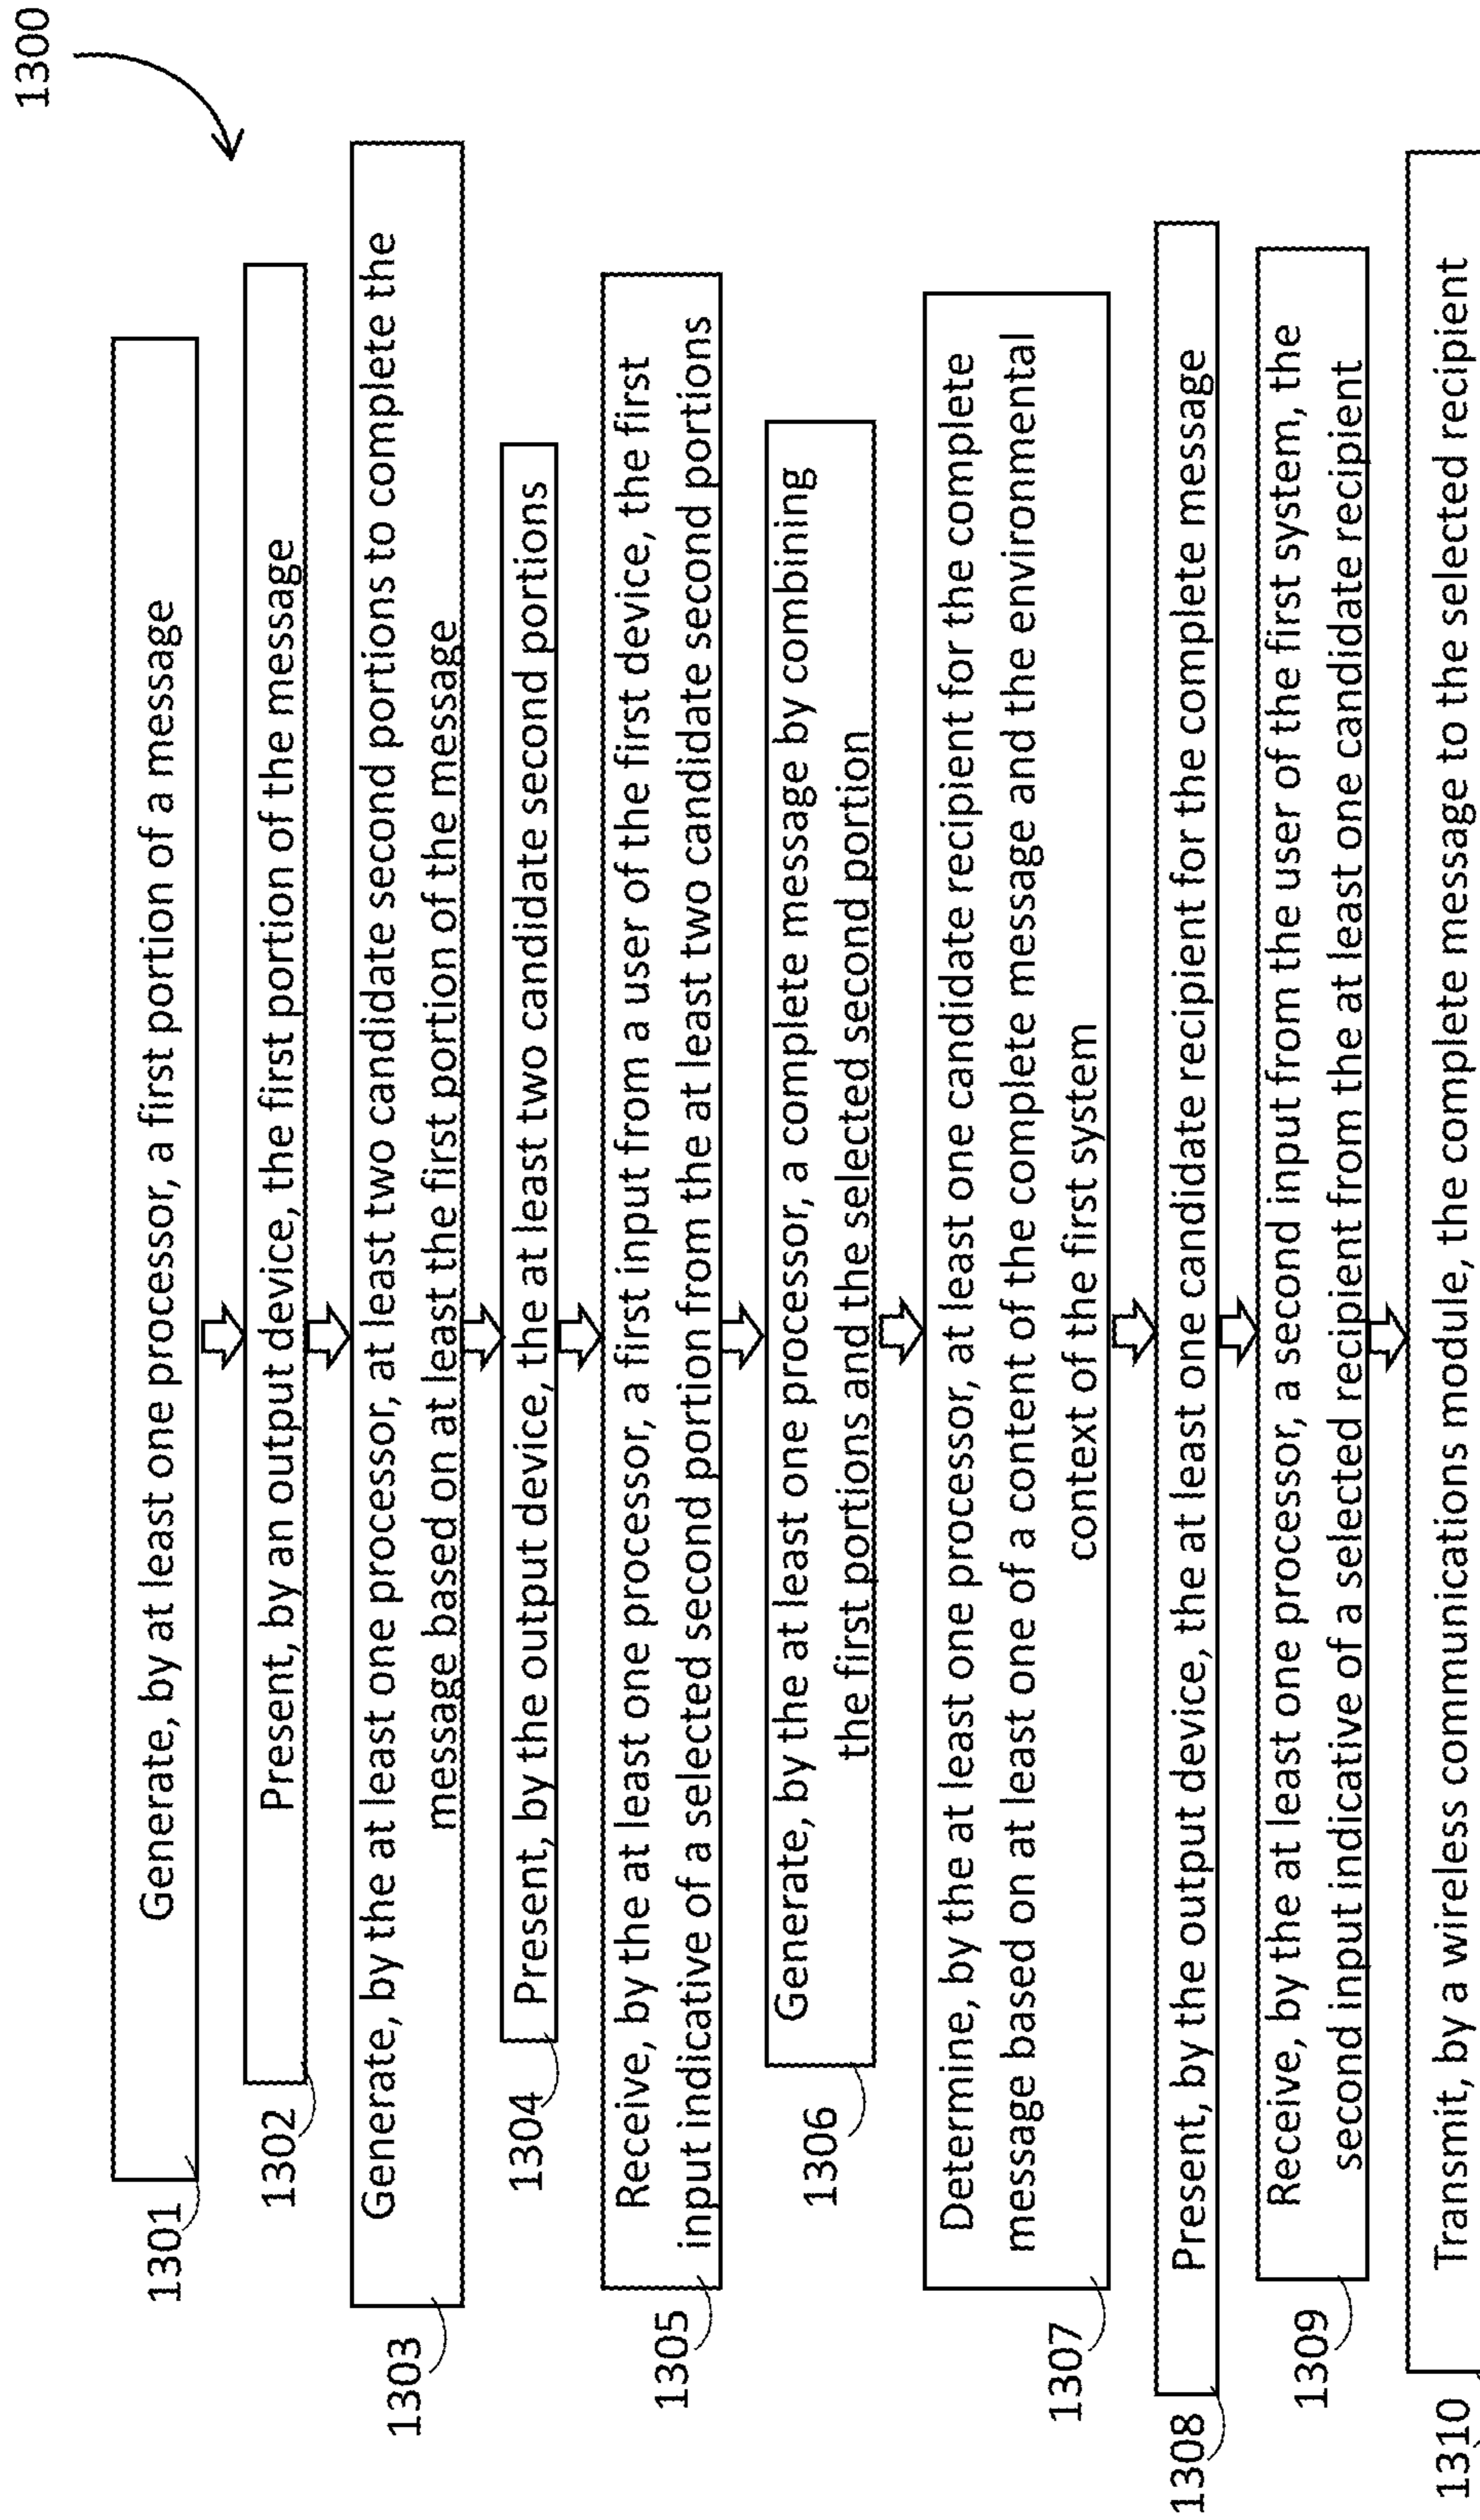 1300
1301
Generate, by at least one processor, a first portion of a message
1302
Present, by an output device, the first portion of the message
1303
Generate, by the at least one processor, at least two candidate second portions to complete the
message based on at least the first portion of the message
1304
Present, by the output device, the at least two candidate second portions
1305
Receive, by the at least one processor, a first input from a user of the first device, the first
input indicative of a selected second portion from the at least two candidate second portions
1306
Generate, by the at least one processor, a complete message by combining
the first portions and the selected second portion
1307
Determine, by the at least one processor, at least one candidate recipient for the complete
message based on at least one of a content of the complete message and the environmental
context of the first system
1308
Present, by the output device, the at least one candidate recipient for the complete message
1309
Receive, by the at least one processor, a second input from the user of the first system, the
second input indicative of a selected recipient from the at least one candidate recipient
1310
Transmit, by a wireless communications module, the complete message to the selected recipient